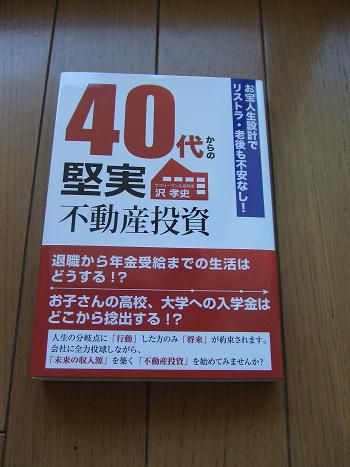 お宝人生設計で
リストラ・老後も不安なし!
40代からの
堅実
サラリーマン&投資家
沢 孝史
不動産投資
退職から年金受給までの生活は
どうする!?
お子さんの高校、大学への入学金は
どこから捻出する!?
人生の分岐点に「行動」した方のみ「将来」が約束されます。
会社に全力投球しながら、
「未来の収入源」を築く「不動産投資」を始めてみませんか?